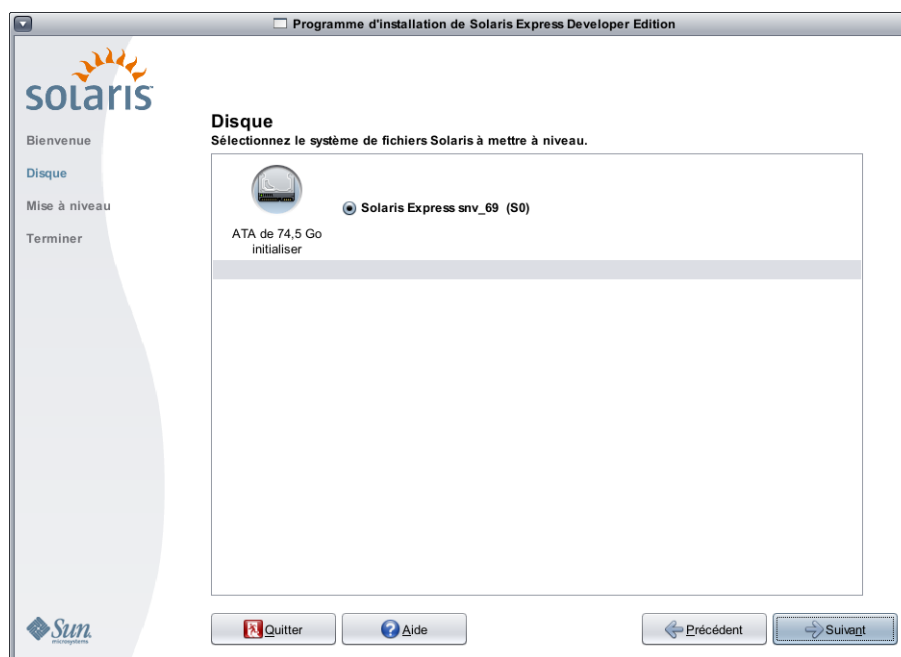 Programme d'installation de Solaris Express Developer Edition
solaris
Bienvenue
Disque
Mise à niveau
Terminer
Disque
Sélectionnez le système de fichiers Solaris à mettre à niveau.
ATA de 74,5 Go
initialiser
Solaris Express snv_69 (S0)
Sun
microsystems
Quitter
Aide
Précédent
Suivant